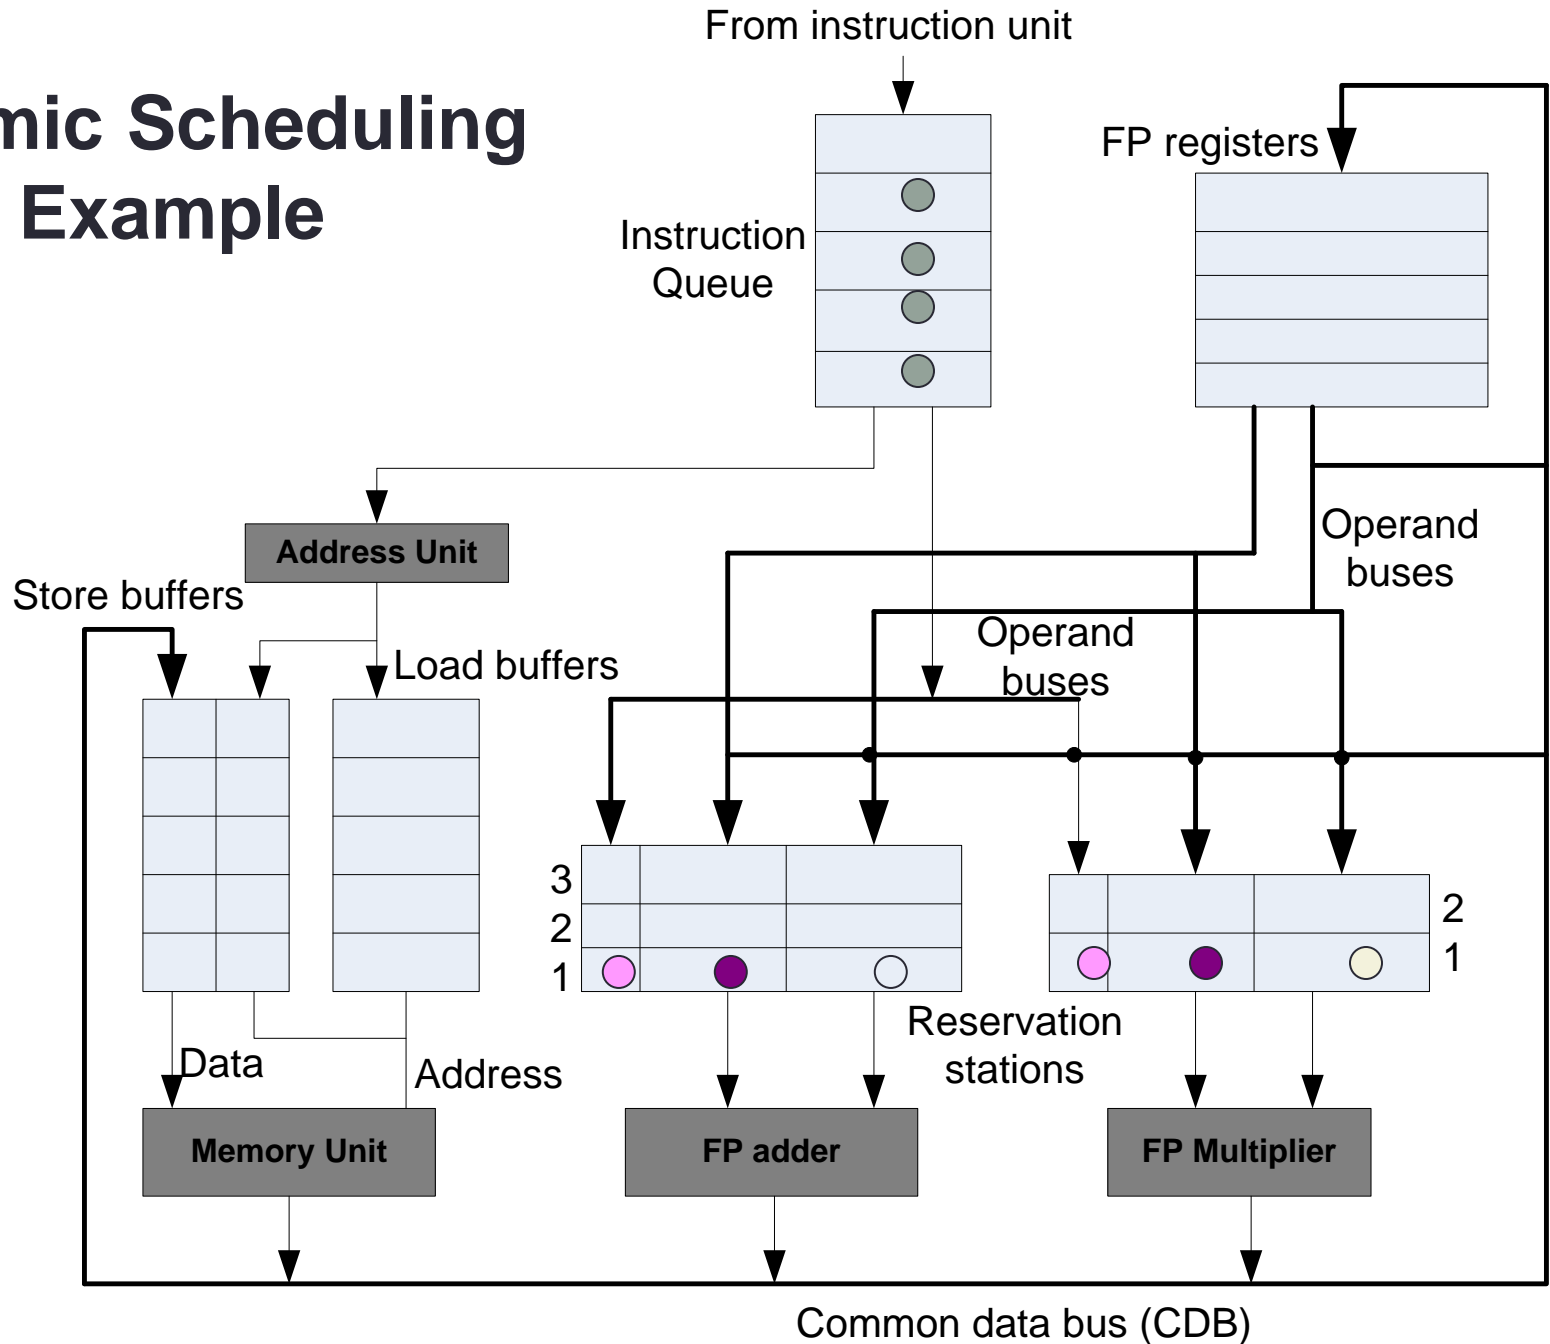 From instruction unit
mic Scheduling
Example
FP registers
Instruction
Queue
Operand
buses
Address Unit
Store buffers
Load buffers
Operand
buses
3
2
1
2
1
Reservation
stations
Data
Address
Memory Unit
FP adder
FP Multiplier
Common data bus (CDB)